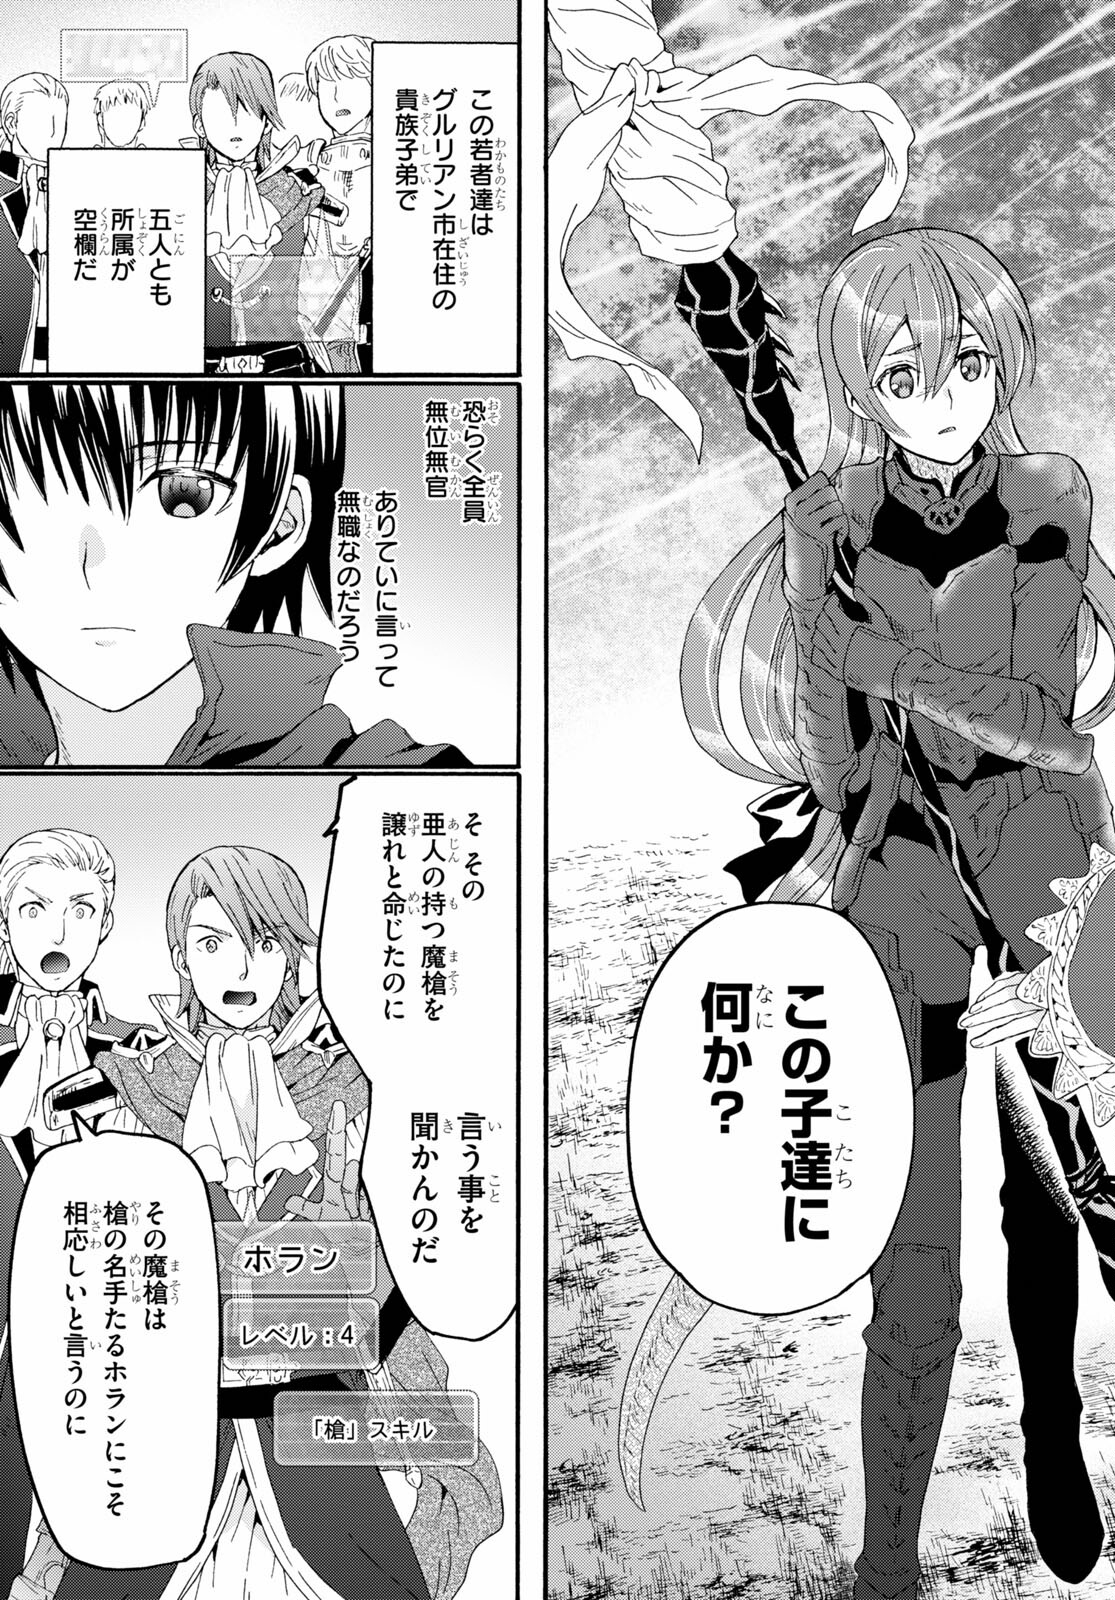 この子達に
何か？
この若者達は
グルリアン市在住の
貴族子弟で
五人とも
所属が
空欄だ
恐らく全員
無位無官
ありていに言って
無職なのだろう
そ その
亜人の持つ魔槍を
譲れと命じたのに
言う事を
聞かんのだ
ホラン
レベル：4
「槍」スキル
その魔槍は
槍の名手たるホランにこそ
相応しいと言うのに